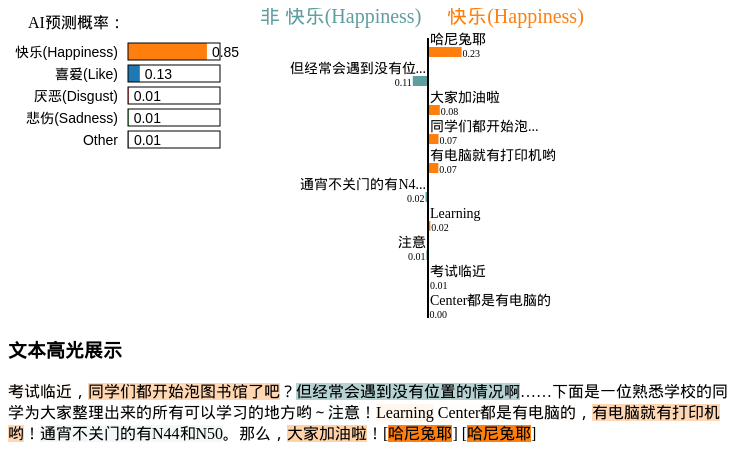 AI预测概率：
快乐(Happiness) 0.85
喜爱(Like) 0.13
厌恶(Disgust) 0.01
悲伤(Sadness) 0.01
Other 0.01
非 快乐(Happiness) 快乐(Happiness)
哈尼兔耶
0.23
但经常会遇到没有位...
0.11
大家加油啦
0.08
同学们都开始泡...
0.07
有电脑就有打印机哟
0.07
通宵不关门的有N4...
0.02
Learning
0.02
注意
0.01
考试临近
0.01
Center都是有电脑的
0.00
文本高光展示
考试临近，同学们都开始泡图书馆了吧？但经常会遇到没有位置的情况啊……下面是一位熟悉学校的同
学为大家整理出来的所有可以学习的地方哟～注意！Learning Center都是有电脑的，有电脑就有打印机
哟！通宵不关门的有N44和N50。那么，大家加油啦！[哈尼兔耶] [哈尼兔耶]